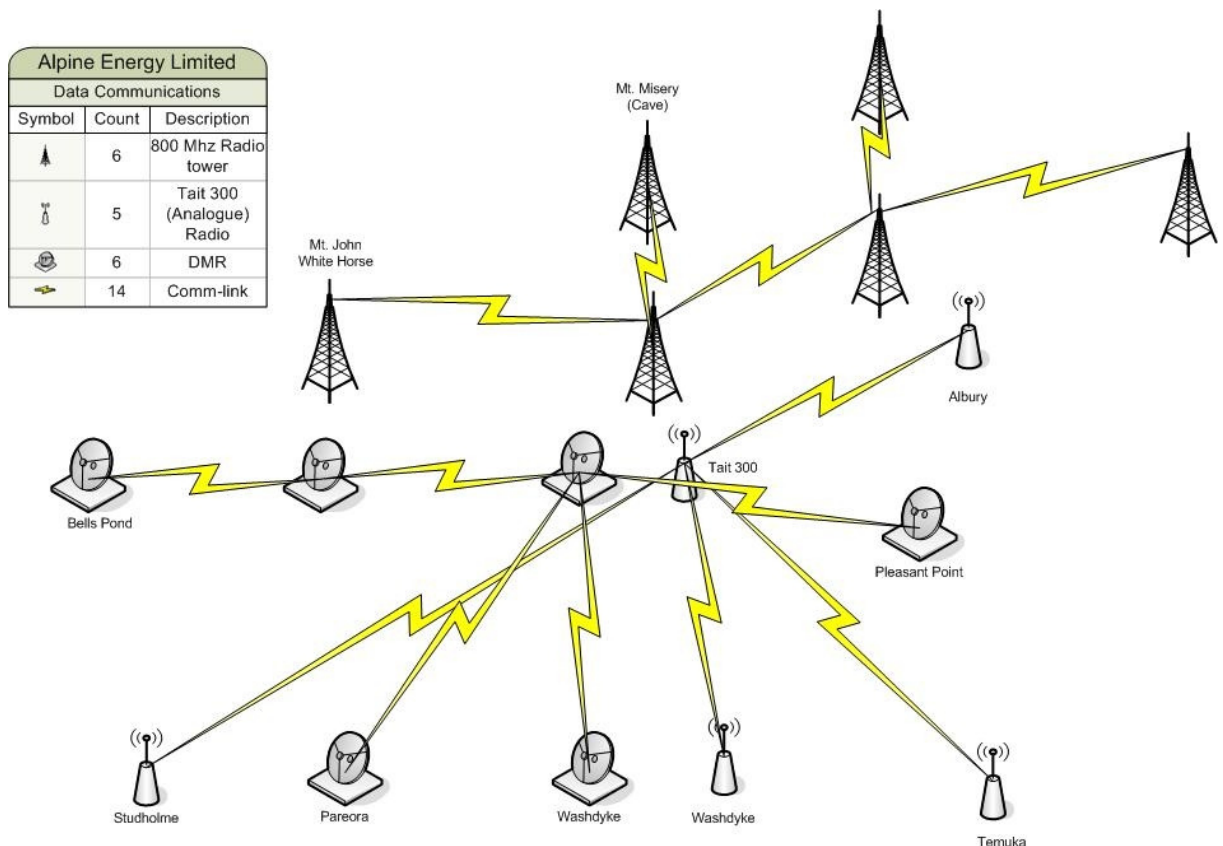 Alpine Energy Limited
Data Communications
Symbol Count Description
6 800 Mhz Radio
tower
5 Tait 300
(Analogue)
Radio
6 DMR
14 Comm-link
Mt. Misery
(Cave)
Mt. John
White Horse
Albury
Tait 300
Bells Pond
Pleasant Point
Studholme
Pareora
Washdyke
Washdyke
Temuka